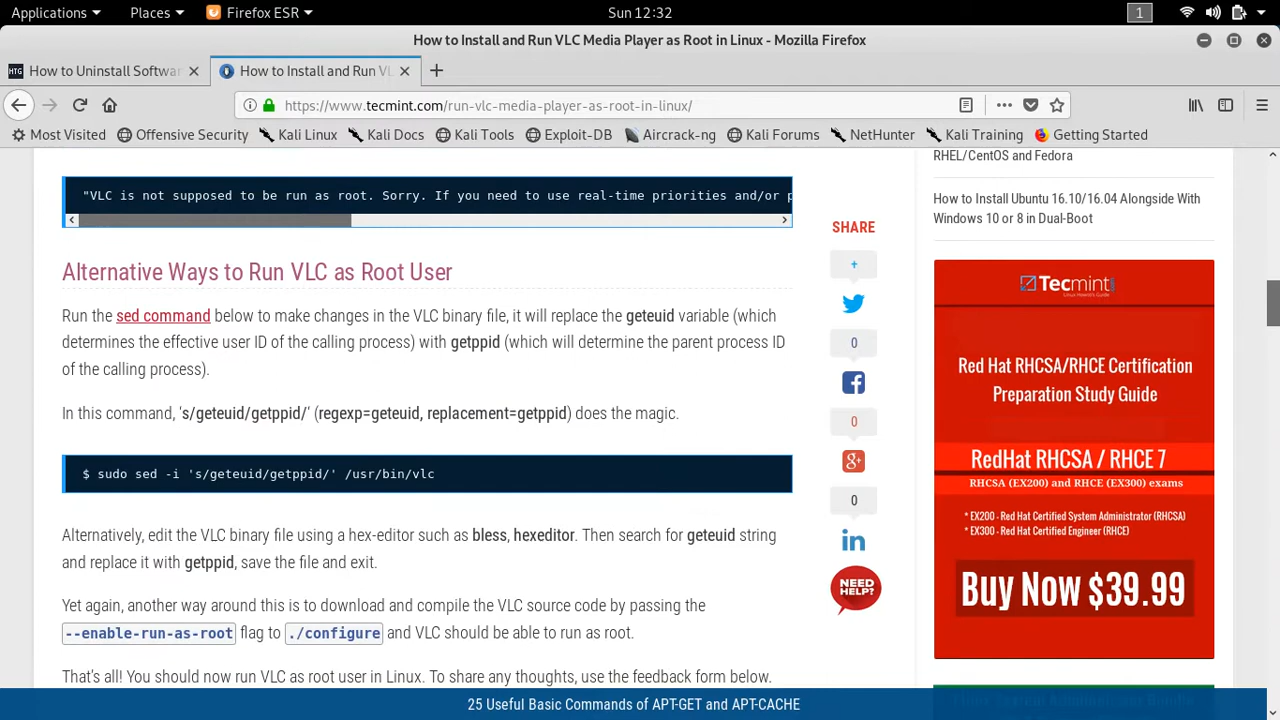 Applications Places Firefox ESR Sun 12:32 1
How to Install and Run VLC Media Player as Root in Linux - Mozilla Firefox
HTG How to Uninstall Softwar How to Install and Run VL
https://www.tecmint.com/run-vlc-media-player-as-root-in-linux/
Most Visited Offensive Security Kali Linux Kali Docs Kali Tools Exploit-DB Aircrack-ng Kali Forums NetHunter Kali Training Getting Started
"VLC is not supposed to be run as root. Sorry. If you need to use real-time priorities and/or p
Alternative Ways to Run VLC as Root User
Run the sed command below to make changes in the VLC binary file, it will replace the geteuid variable (which
determines the effective user ID of the calling process) with getppid (which will determine the parent process ID
of the calling process).
In this command, 's/geteuid/getppid/' (regexp=geteuid, replacement=getppid) does the magic.
$ sudo sed -i 's/geteuid/getppid/' /usr/bin/vlc
Alternatively, edit the VLC binary file using a hex-editor such as bless, hexeditor. Then search for geteuid string
and replace it with getppid, save the file and exit.
Yet again, another way around this is to download and compile the VLC source code by passing the
--enable-run-as-root flag to ./configure and VLC should be able to run as root.
That's all! You should now run VLC as root user in Linux. To share any thoughts, use the feedback form below.
SHARE
+
0
0
0
NEED
HELP?
RHEL/CentOS and Fedora
How to Install Ubuntu 16.10/16.04 Alongside With
Windows 10 or 8 in Dual-Boot
Tecmint
Linux Howto's Guide
Red Hat RHCSA/RHCE Certification
Preparation Study Guide
RedHat RHCSA / RHCE 7
RHCSA (EX200) and RHCE (EX300) exams
* EX200 - Red Hat Certified System Administrator (RHCSA)
* EX300 - Red Hat Certified Engineer (RHCE)
Buy Now $39.99
25 Useful Basic Commands of APT-GET and APT-CACHE